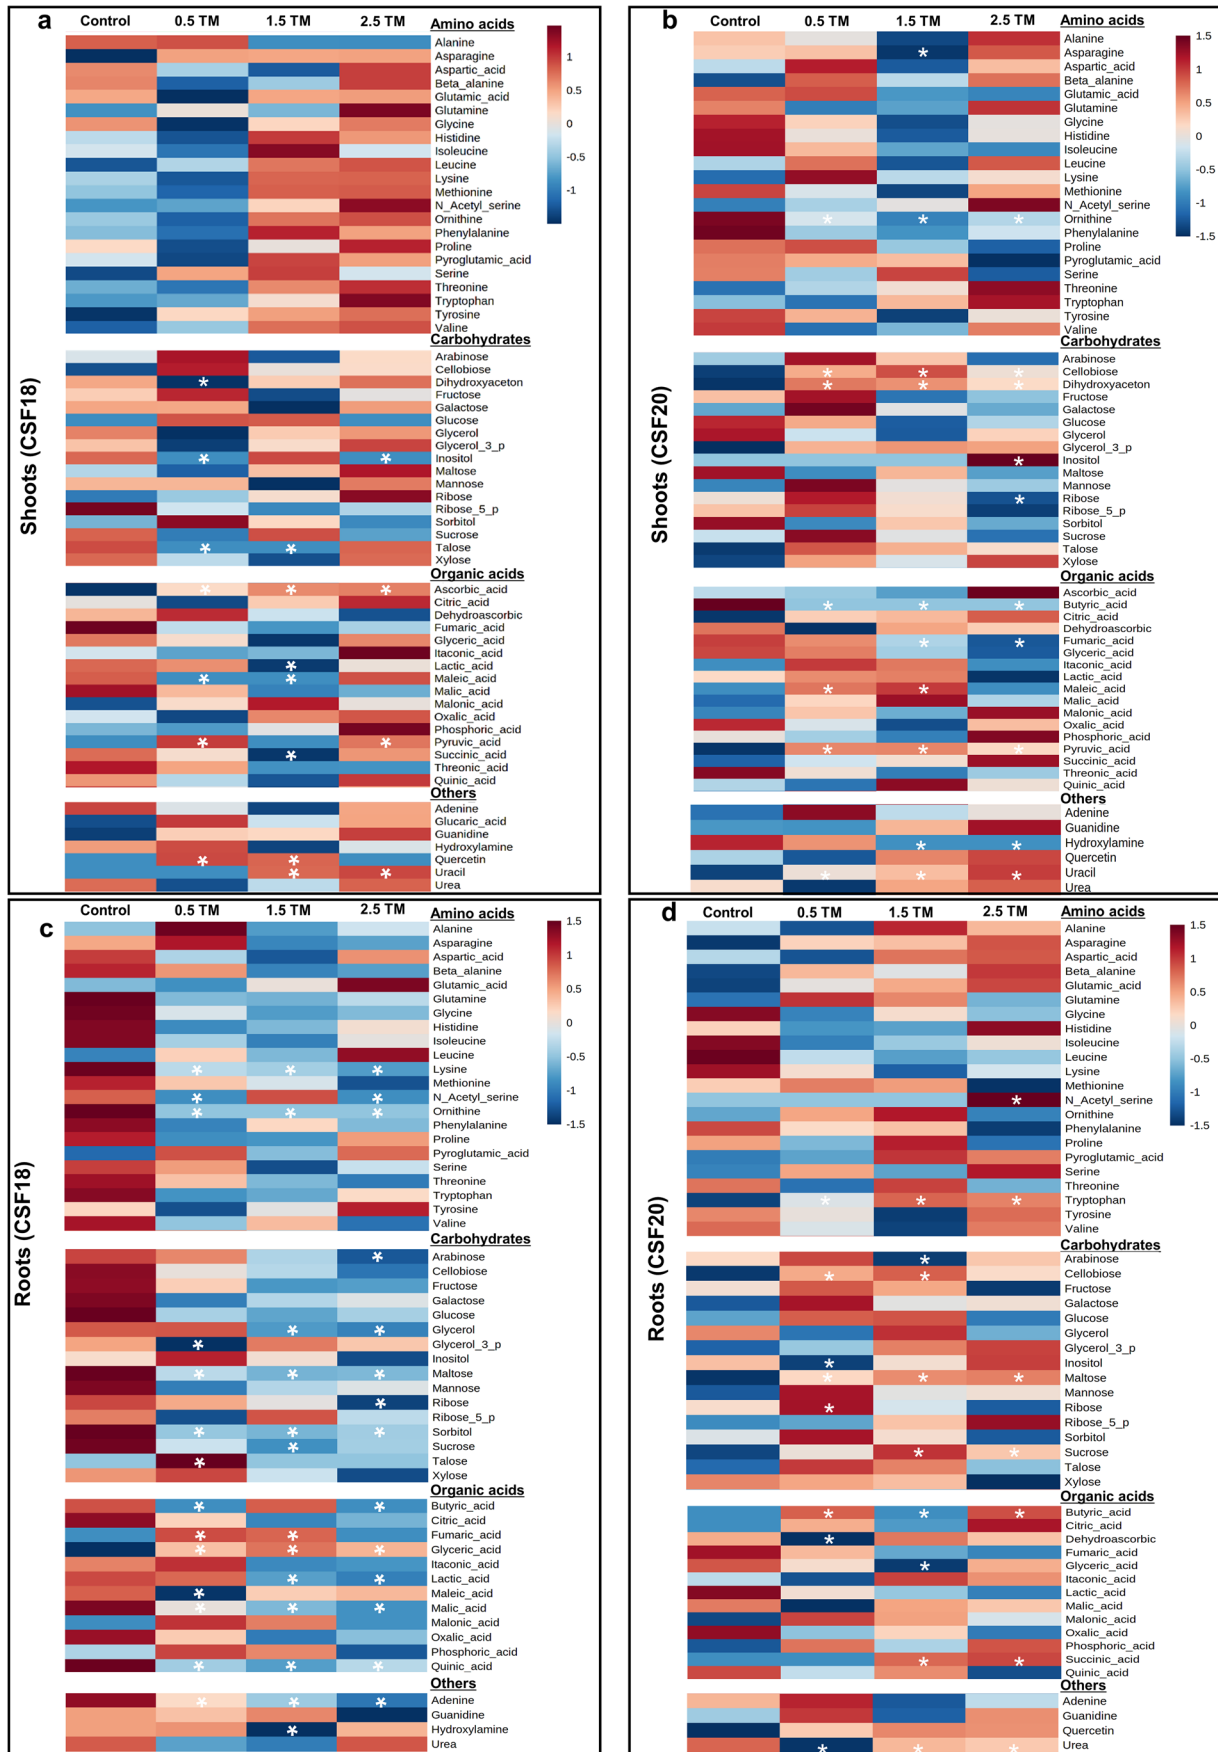 a
Control 0.5 TM 1.5 TM 2.5 TM Amino acids
Alanine
Asparagine
Aspartic_acid
Beta_alanine
Glutamic_acid
Glutamine
Glycine
Histidine
Isoleucine
Leucine
Lysine
Methionine
N_Acetyl_serine
Ornithine
Phenylalanine
Proline
Pyroglutamic_acid
Serine
Threonine
Tryptophan
Tyrosine
Valine
Carbohydrates
Arabinose
Cellobiose
Dihydroxyaceton
*
Fructose
Galactose
Glucose
Glycerol
Glycerol_3_p
Inositol
* *
Maltose
Mannose
Ribose
Ribose_5_p
Sorbitol
Sucrose
Talose
* *
Xylose
Organic acids
Ascorbic_acid
* * *
Citric_acid
Dehydroascorbic
Fumaric_acid
Glyceric_acid
Itaconic_acid
Lactic_acid
*
Maleic_acid
* *
Malic_acid
Malonic_acid
Oxalic_acid
Phosphoric_acid
Pyruvic_acid
* *
Succinic_acid
*
Threonic_acid
Quinic_acid
Others
Adenine
Glucaric_acid
Guanidine
Hydroxylamine
Quercetin
* *
Uracil
* *
Urea
1
0.5
0
-0.5
-1
Shoots (CSF18)
b
Control 0.5 TM 1.5 TM 2.5 TM Amino acids
Alanine
Asparagine
*
Aspartic_acid
Beta_alanine
Glutamic_acid
Glutamine
Glycine
Histidine
Isoleucine
Leucine
Lysine
Methionine
N_Acetyl_serine
Ornithine
* * *
Phenylalanine
Proline
Pyroglutamic_acid
Serine
Threonine
Tryptophan
Tyrosine
Valine
Carbohydrates
Arabinose
Cellobiose
* * *
Dihydroxyaceton
* * *
Fructose
Galactose
Glucose
Glycerol
Glycerol_3_p
Inositol
*
Maltose
Mannose
Ribose
*
Ribose_5_p
Sorbitol
Sucrose
Talose
Xylose
Organic acids
Ascorbic_acid
Butyric_acid
* * *
Citric_acid
Dehydroascorbic
Fumaric_acid
* *
Glyceric_acid
Itaconic_acid
Lactic_acid
Maleic_acid
* *
Malic_acid
Malonic_acid
Oxalic_acid
Phosphoric_acid
Pyruvic_acid
* * *
Succinic_acid
Threonic_acid
Quinic_acid
Others
Adenine
Guanidine
Hydroxylamine
* *
Quercetin
Uracil
* * *
Urea
1.5
1
0.5
0
-0.5
-1
-1.5
Shoots (CSF20)
c
Control 0.5 TM 1.5 TM 2.5 TM Amino acids
Alanine
Asparagine
Aspartic_acid
Beta_alanine
Glutamic_acid
Glutamine
Glycine
Histidine
Isoleucine
Leucine
Lysine
* * *
Methionine
N_Acetyl_serine
* *
Ornithine
* * *
Phenylalanine
Proline
Pyroglutamic_acid
Serine
Threonine
Tryptophan
Tyrosine
Valine
Carbohydrates
Arabinose
*
Cellobiose
Fructose
Galactose
Glucose
Glycerol
* *
Glycerol_3_p
*
Inositol
Maltose
* * *
Mannose
Ribose
*
Ribose_5_p
Sorbitol
* * *
Sucrose
*
Talose
*
Xylose
Organic acids
Butyric_acid
* *
Citric_acid
Fumaric_acid
* *
Glyceric_acid
* * *
Itaconic_acid
Lactic_acid
* *
Maleic_acid
*
Malic_acid
* * *
Malonic_acid
Oxalic_acid
Phosphoric_acid
Quinic_acid
* * *
Others
Adenine
* * *
Guanidine
Hydroxylamine
*
Urea
1.5
1
0.5
0
-0.5
-1
-1.5
Roots (CSF18)
d
Control 0.5 TM 1.5 TM 2.5 TM Amino acids
Alanine
Asparagine
Aspartic_acid
Beta_alanine
Glutamic_acid
Glutamine
Glycine
Histidine
Isoleucine
Leucine
Lysine
Methionine
N_Acetyl_serine
*
Ornithine
Phenylalanine
Proline
Pyroglutamic_acid
Serine
Threonine
Tryptophan
* * *
Tyrosine
Valine
Carbohydrates
Arabinose
*
Cellobiose
* *
Fructose
Galactose
Glucose
Glycerol
Glycerol_3_p
Inositol
*
Maltose
* * *
Mannose
Ribose
*
Ribose_5_p
Sorbitol
Sucrose
* *
Talose
Xylose
Organic acids
Butyric_acid
* * *
Citric_acid
Dehydroascorbic
*
Fumaric_acid
Glyceric_acid
*
Itaconic_acid
Lactic_acid
Malic_acid
Malonic_acid
Oxalic_acid
Phosphoric_acid
Succinic_acid
* *
Quinic_acid
Others
Adenine
Guanidine
Quercetin
Urea
* * *
1.5
1
0.5
0
-0.5
-1
-1.5
Roots (CSF20)